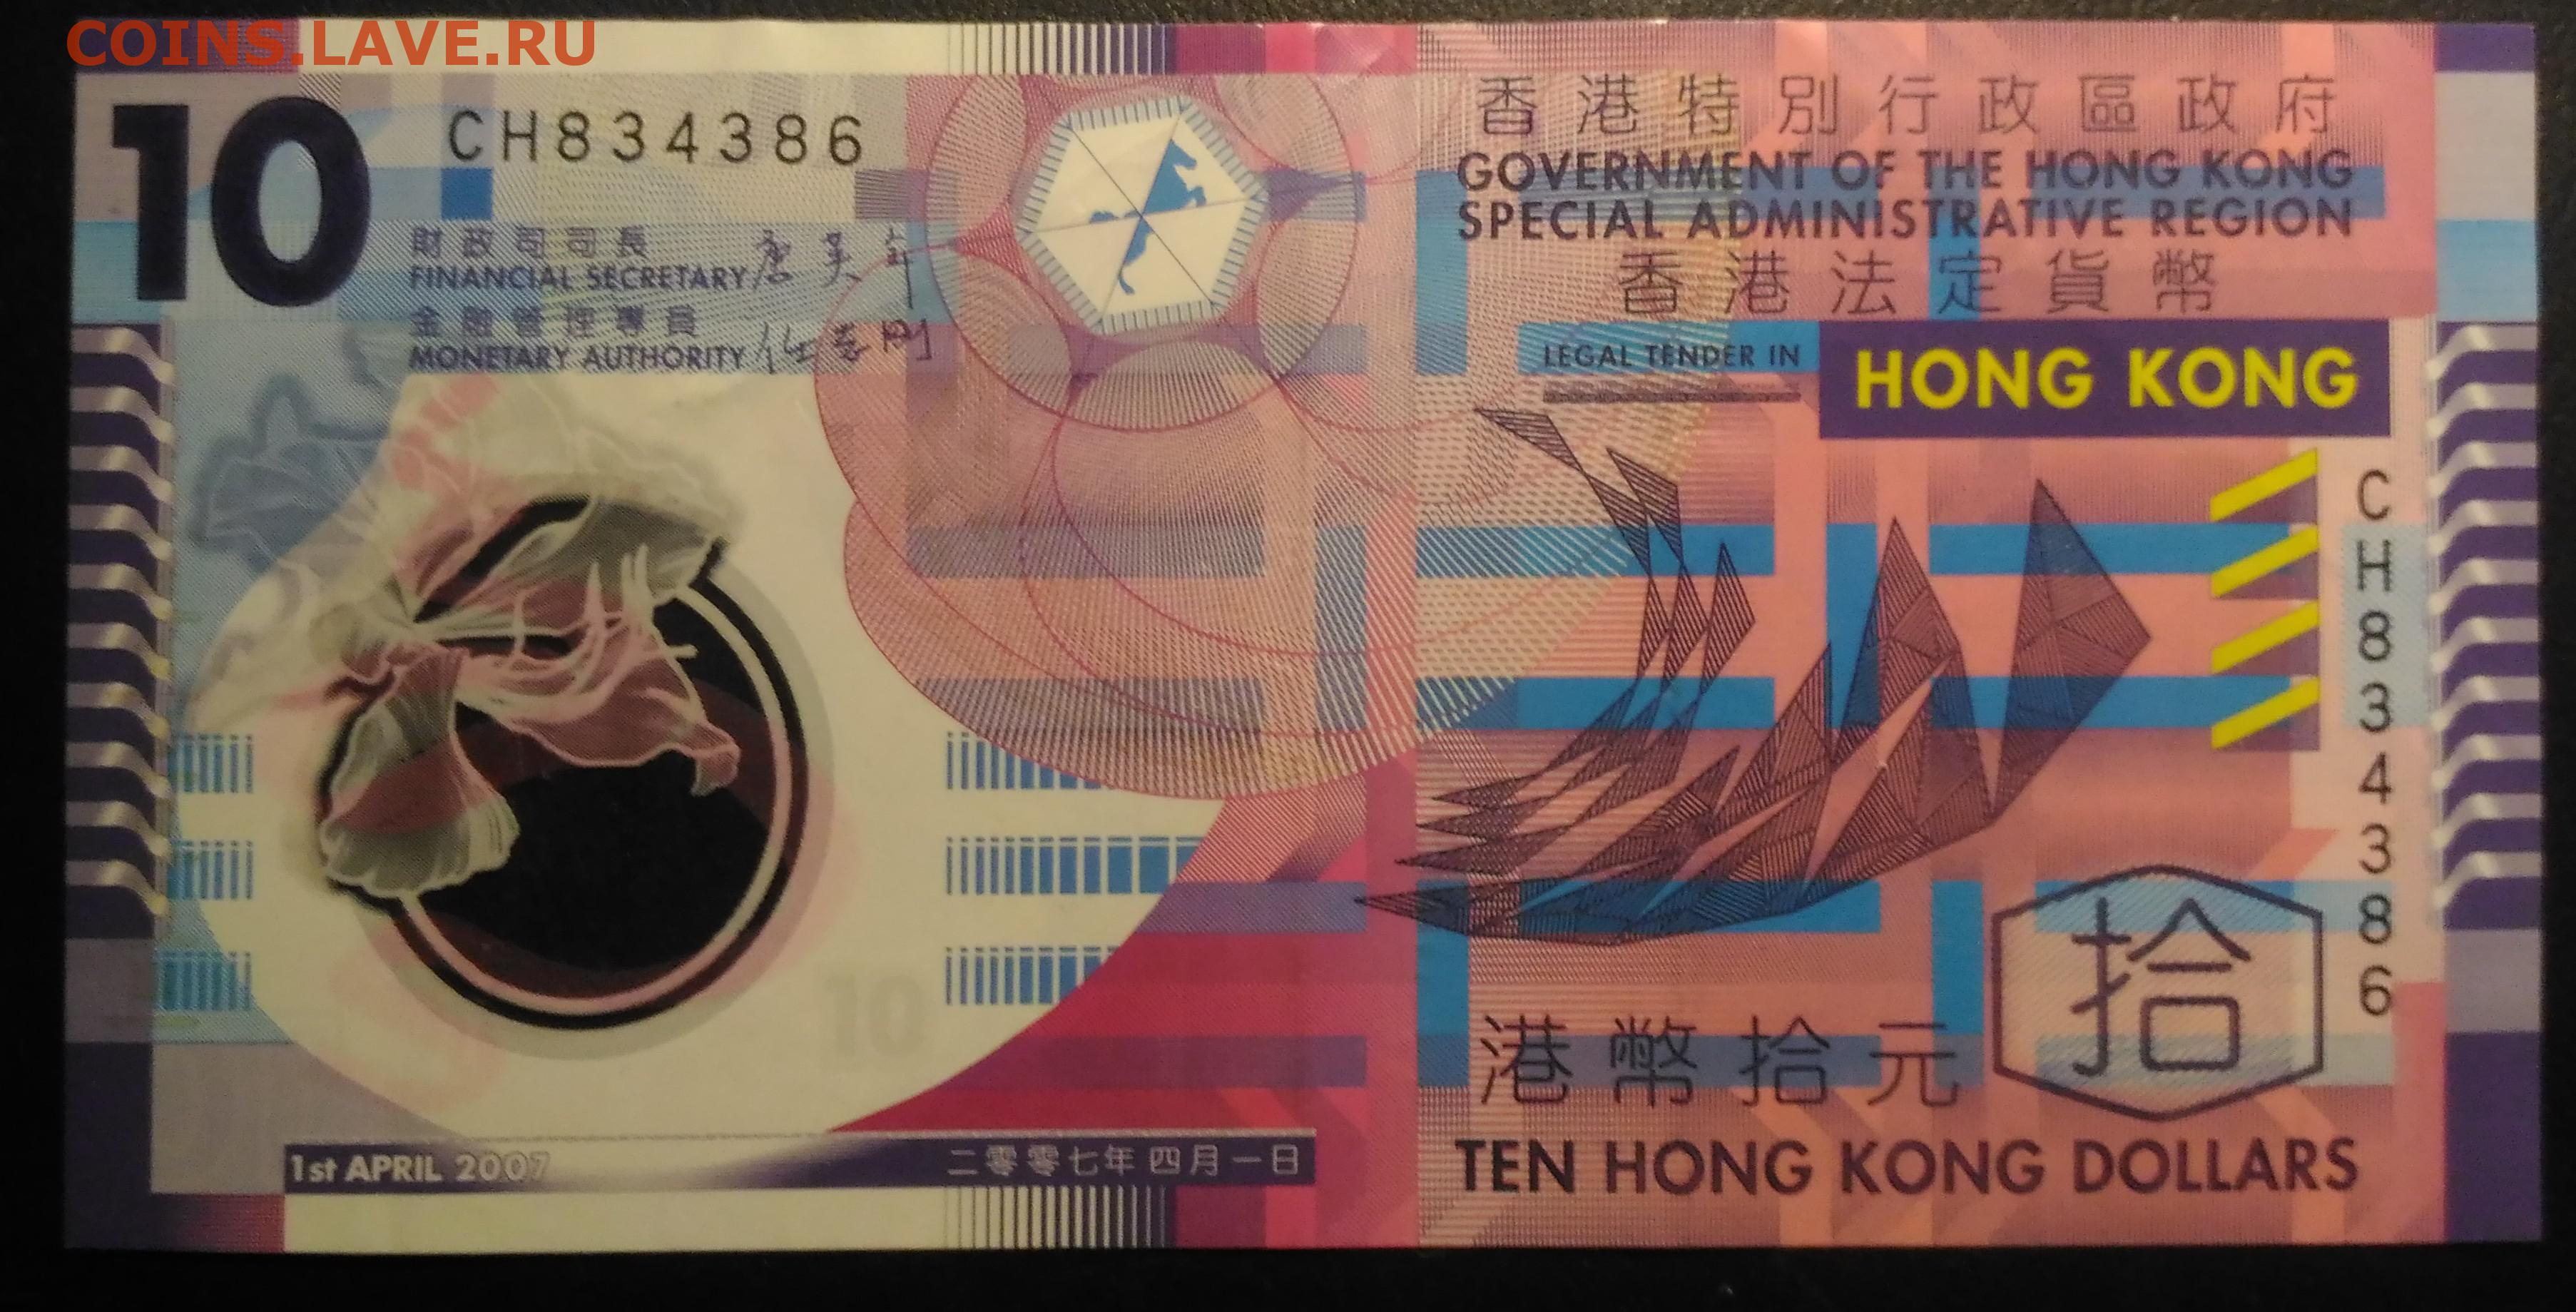 COINS.LAVE.RU
10
CH834386
財政司司長
FINANCIAL SECRETARY
金融管理專員
MONETARY AUTHORITY
香港特別行政區政府
GOVERNMENT OF THE HONG KONG
SPECIAL ADMINISTRATIVE REGION
香港法定貨幣
LEGAL TENDER IN
HONG KONG
CH834386
10
拾
港幣拾元
TEN HONG KONG DOLLARS
1st APRIL 2007
二零零七年四月一日